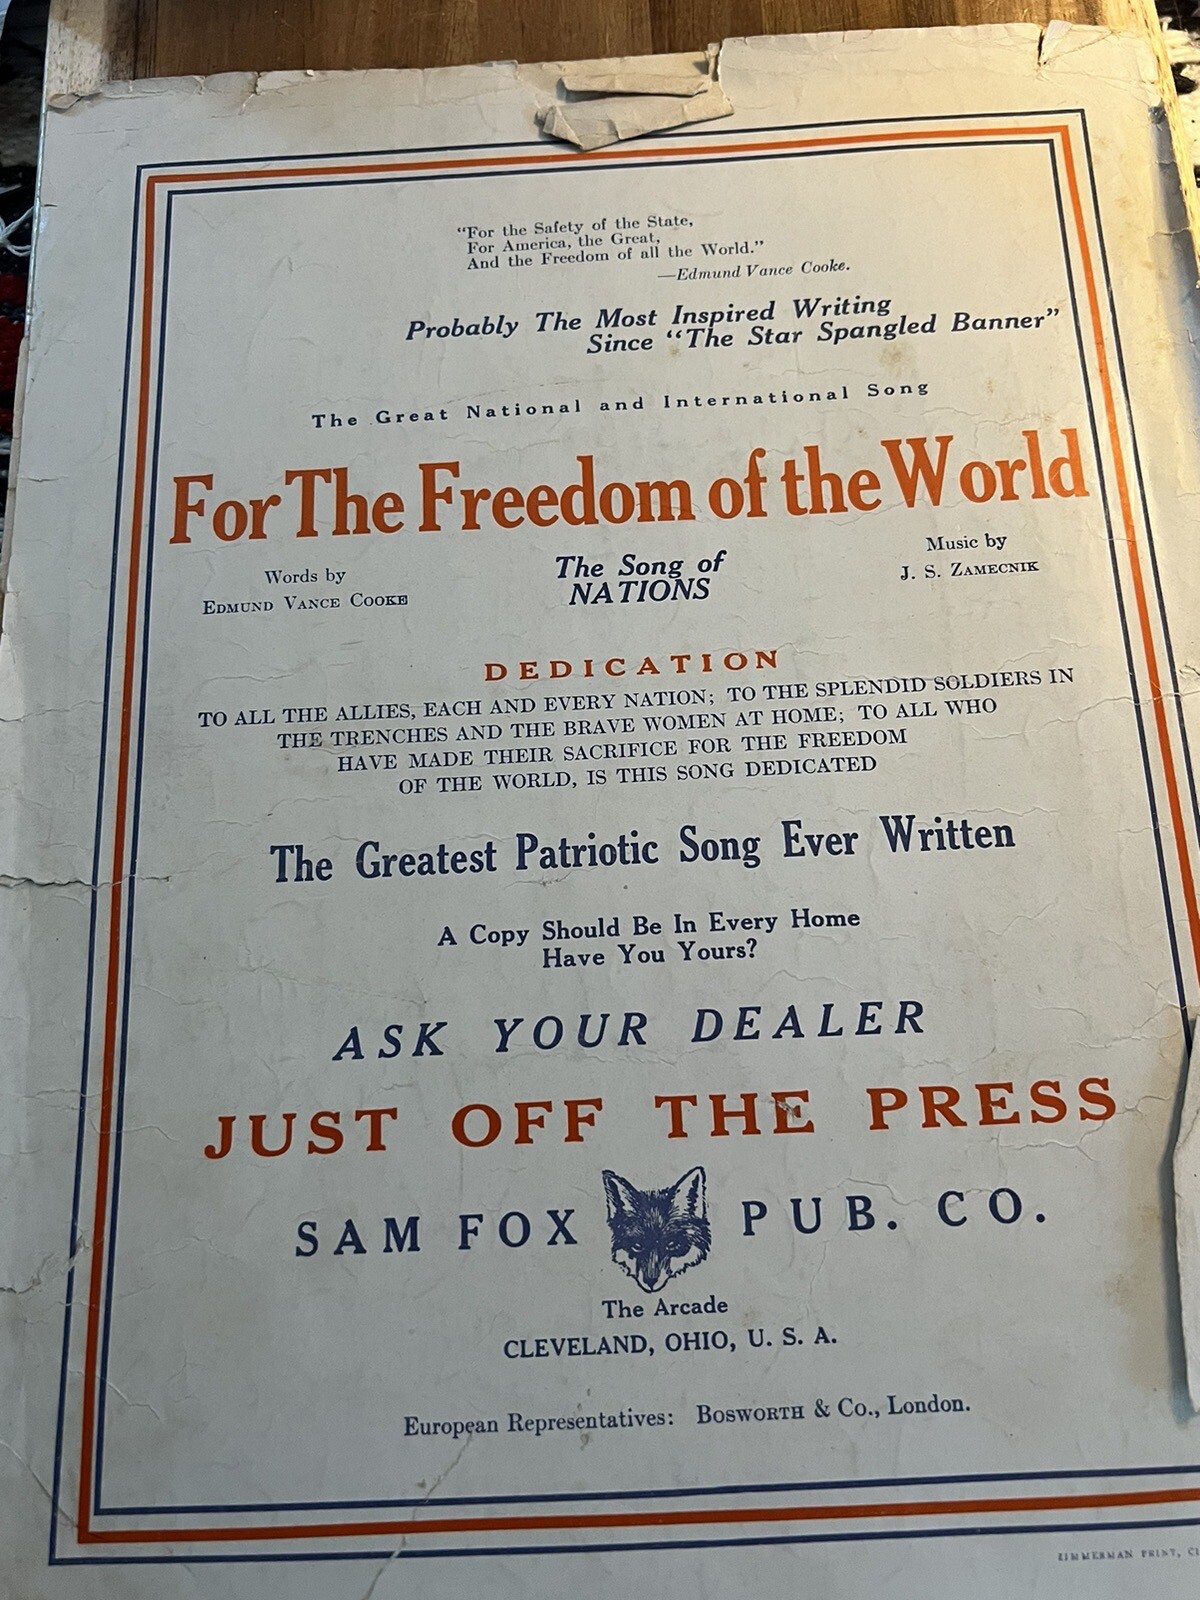 "For the Safety of the State,
For America, the Great,
And the Freedom of all the World."
—Edmund Vance Cooke.
Probably The Most Inspired Writing
Since "The Star Spangled Banner"
The Great National and International Song
For The Freedom of the World
Words by
EDMUND VANCE COOKE
The Song of
NATIONS
Music by
J. S. ZAMECNIK
DEDICATION
TO ALL THE ALLIES, EACH AND EVERY NATION; TO THE SPLENDID SOLDIERS IN
THE TRENCHES AND THE BRAVE WOMEN AT HOME; TO ALL WHO
HAVE MADE THEIR SACRIFICE FOR THE FREEDOM
OF THE WORLD, IS THIS SONG DEDICATED
The Greatest Patriotic Song Ever Written
A Copy Should Be In Every Home
Have You Yours?
ASK YOUR DEALER
JUST OFF THE PRESS
SAM FOX PUB. CO.
The Arcade
CLEVELAND, OHIO, U. S. A.
European Representatives: BOSWORTH & Co., London.
ZIMMERMAN PRINT,